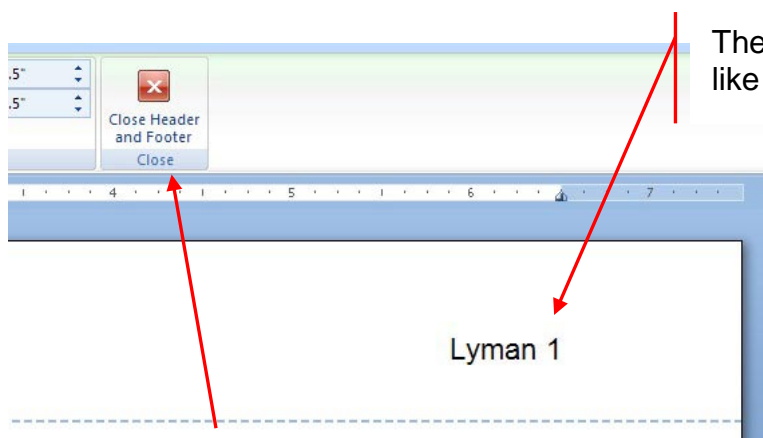 The
like
.5"
.5"
Close Header
and Footer
Close
4 5 6 7
Lyman 1